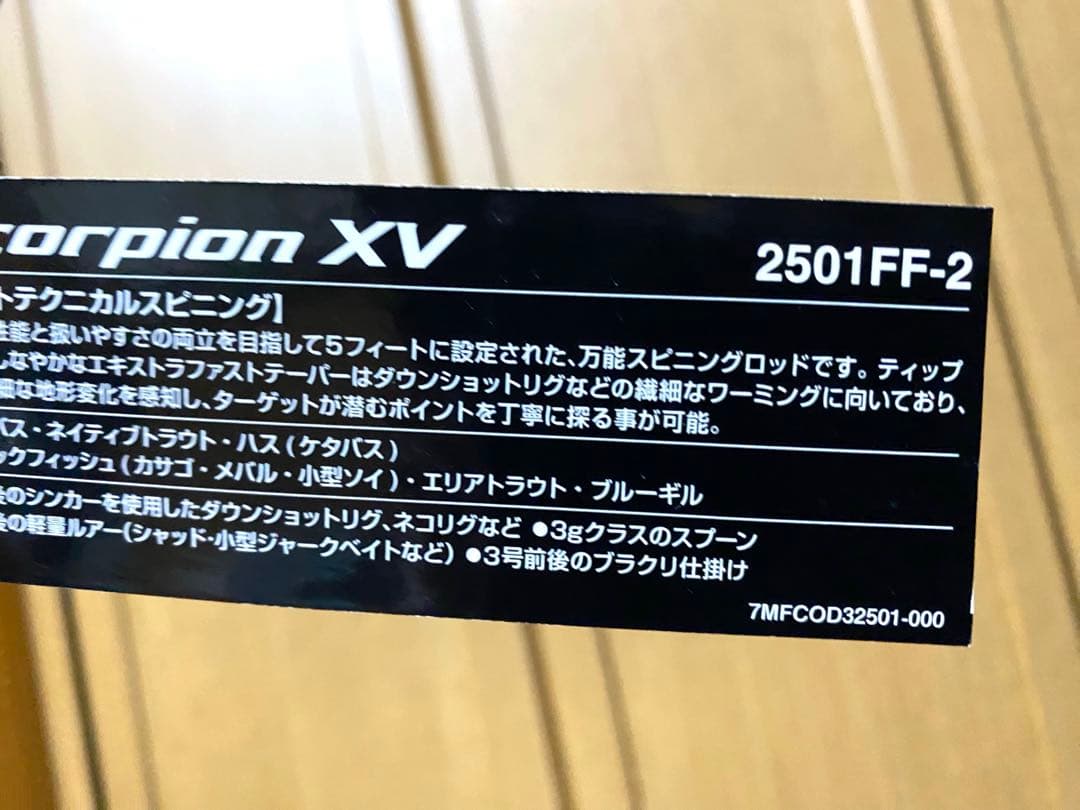 corpion XV
2501FF-2
トテクニカルスピニング】
性能と扱いやすさの両立を目指して5フィートに設定された、万能スピニングロッドです。ティップ
しなやかなエキストラファストテーパーはダウンショットリグなどの繊細なワーミングに向いており、
細な地形変化を感知し、ターゲットが潜むポイントを丁寧に探る事が可能。
バス・ネイティブトラウト・ハス(ケタバス)
ックフィッシュ(カサゴ・メバル・小型ソイ)・エリアトラウト・ブルーギル
後のシンカーを使用したダウンショットリグ、ネコリグなど ●3gクラスのスプーン
後の軽量ルアー(シャッド・小型ジャークベイトなど) ●3号前後のブラクリ仕掛け
7MFCOD32501-000